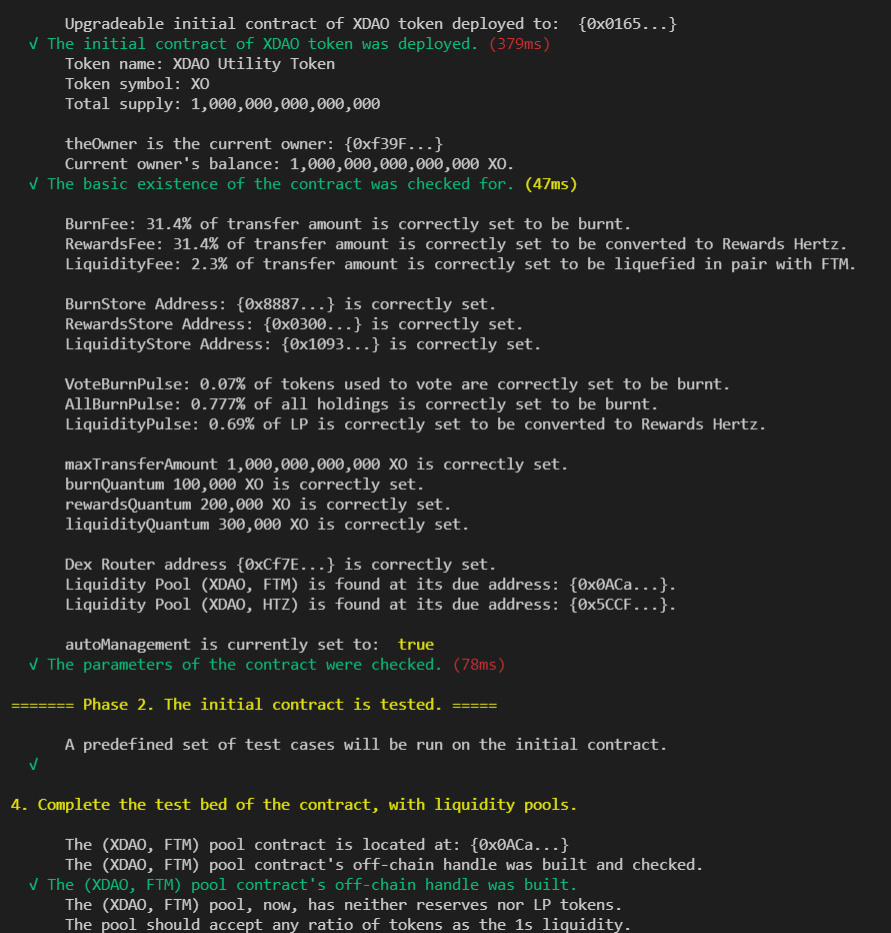 Upgradeable initial contract of XDAO token deployed to:  {0x0165...}
√ The initial contract of XDAO token was deployed. (379ms)
Token name: XDAO Utility Token
Token symbol: XO
Total supply: 1,000,000,000,000,000
theOwner is the current owner: {0xf39F...}
Current owner's balance: 1,000,000,000,000,000 XO.
√ The basic existence of the contract was checked for. (47ms)
BurnFee: 31.4% of transfer amount is correctly set to be burnt.
RewardsFee: 31.4% of transfer amount is correctly set to be converted to Rewards Hertz.
LiquidityFee: 2.3% of transfer amount is correctly set to be liquefied in pair with FTM.
BurnStore Address: {0x8887...} is correctly set.
RewardsStore Address: {0x0300...} is correctly set.
LiquidityStore Address: {0x1093...} is correctly set.
VoteBurnPulse: 0.07% of tokens used to vote are correctly set to be burnt.
AllBurnPulse: 0.777% of all holdings is correctly set to be burnt.
LiquidityPulse: 0.69% of LP is correctly set to be converted to Rewards Hertz.
maxTransferAmount 1,000,000,000,000 XO is correctly set.
burnQuantum 100,000 XO is correctly set.
rewardsQuantum 200,000 XO is correctly set.
liquidityQuantum 300,000 XO is correctly set.
Dex Router address {0xCf7E...} is correctly set.
Liquidity Pool (XDAO, FTM) is found at its due address: {0x0ACa...}.
Liquidity Pool (XDAO, HTZ) is found at its due address: {0x5CCF...}.
autoManagement is currently set to:  true
√ The parameters of the contract were checked. (78ms)
======= Phase 2. The initial contract is tested. =====
A predefined set of test cases will be run on the initial contract.
√
4. Complete the test bed of the contract, with liquidity pools.
The (XDAO, FTM) pool contract is located at: {0x0ACa...}
The (XDAO, FTM) pool contract's off-chain handle was built and checked.
√ The (XDAO, FTM) pool contract's off-chain handle was built.
The (XDAO, FTM) pool, now, has neither reserves nor LP tokens.
The pool should accept any ratio of tokens as the 1s liquidity.